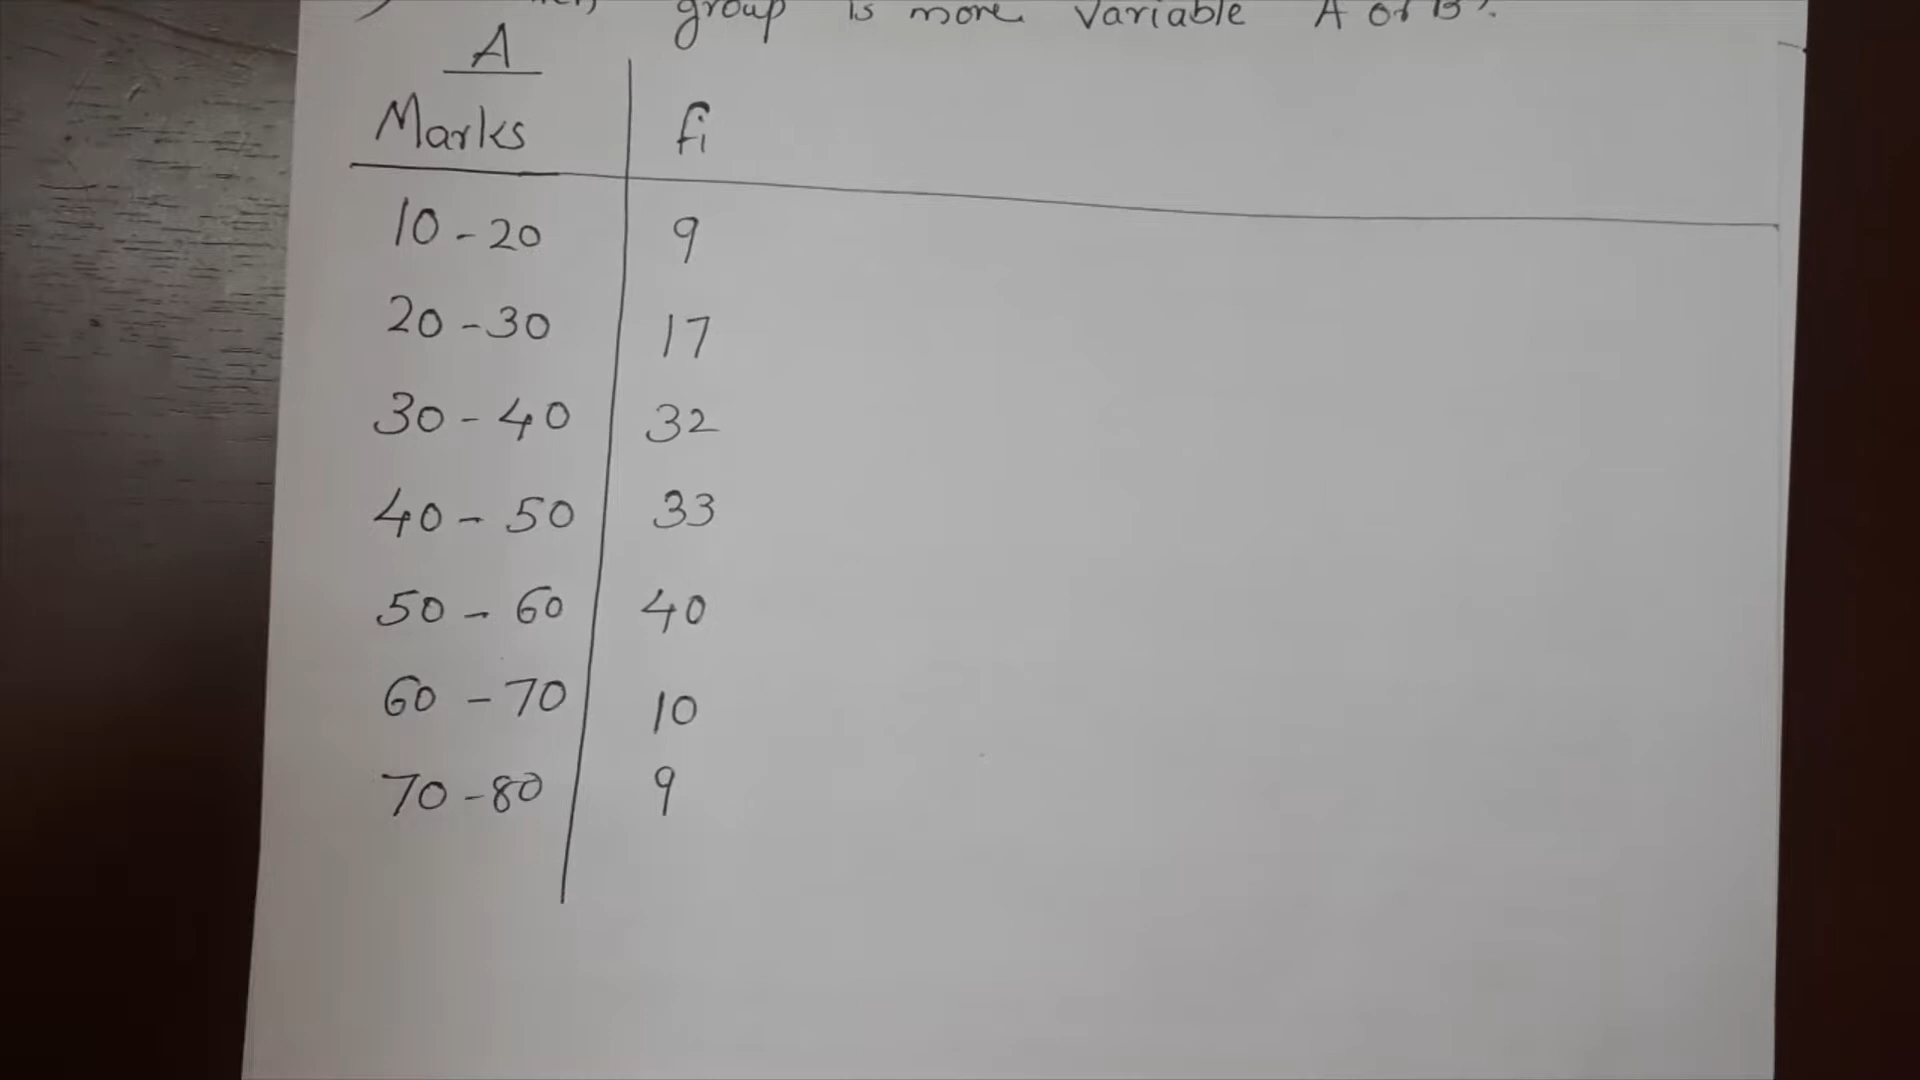 group is more variable A or B?
A
Marks fi
10-20 9
20-30 17
30-40 32
40-50 33
50-60 40
60-70 10
70-80 9